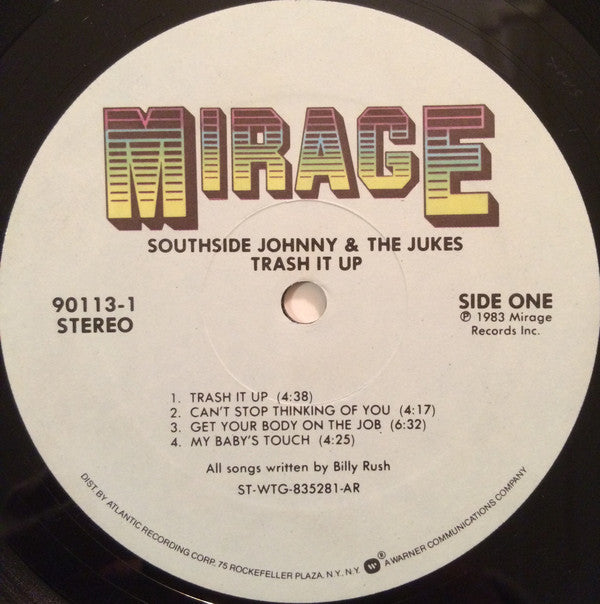 MIRAGE
SOUTHSIDE JOHNNY & THE JUKES
TRASH IT UP
90113-1
STEREO
SIDE ONE
℗ 1983 Mirage
Records Inc.
1. TRASH IT UP (4:38)
2. CAN'T STOP THINKING OF YOU (4:17)
3. GET YOUR BODY ON THE JOB (6:32)
4. MY BABY'S TOUCH (4:25)
All songs written by Billy Rush
ST-WTG-835281-AR
DIST. BY ATLANTIC RECORDING CORP. 75 ROCKEFELLER PLAZA, N.Y., N.Y. ® A WARNER COMMUNICATIONS COMPANY